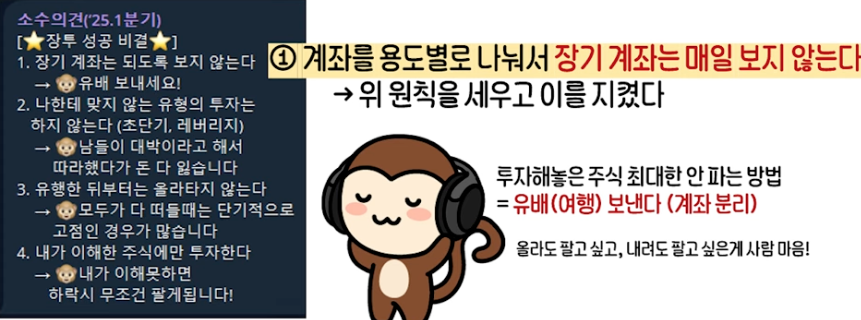 소수의견('25.1분기)
[⭐장투 성공 비결⭐]
1. 장기 계좌는 되도록 보지 않는다
→ 🐵유배 보내세요!
2. 나한테 맞지 않는 유형의 투자는
하지 않는다 (초단기, 레버리지)
→ 🐵남들이 대박이라고 해서
따라했다가 돈 다 잃습니다
3. 유행한 뒤부터는 올라타지 않는다
→ 🐵모두가 다 떠들때는 단기적으로
고점인 경우가 많습니다
4. 내가 이해한 주식에만 투자한다
→ 🐵내가 이해못하면
하락시 무조건 팔게됩니다!
① 계좌를 용도별로 나눠서 장기 계좌는 매일 보지 않는다
→ 위 원칙을 세우고 이를 지켰다
투자해놓은 주식 최대한 안 파는 방법
= 유배(여행) 보낸다 (계좌 분리)
올라도 팔고 싶고, 내려도 팔고 싶은게 사람 마음!